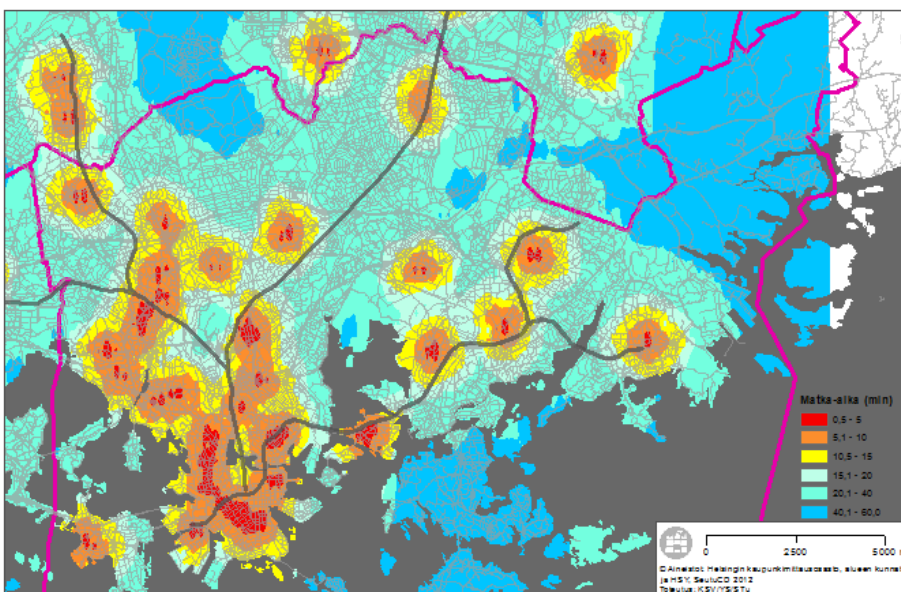 Matka-aika (min)
0,5 - 5
5,1 - 10
10,5 - 15
15,1 - 20
20,1 - 40
40,1 - 60,0
0 2500 5000
© Aineistot: Helsingin kaupunkimittausosasto, alueen kunnat
ja HSY, SeutuCD 2012
Toteutus: KSV/YS/STu